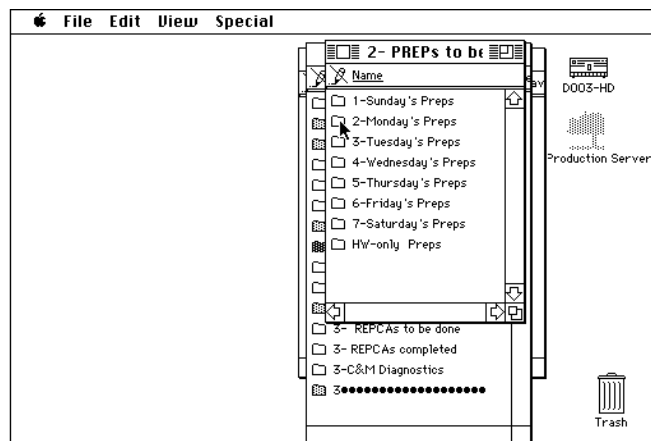 File Edit View Special
2- PREPs to be
Name
av
1-Sunday's Preps
2-Monday's Preps
3-Tuesday's Preps
4-Wednesday's Preps
5-Thursday's Preps
6-Friday's Preps
7-Saturday's Preps
HW-only Preps
3- REPCAs to be done
3- REPCAs completed
3-C&M Diagnostics
3●●●●●●●●●●●●●●●●●●●
D003-HD
Production Server
Trash